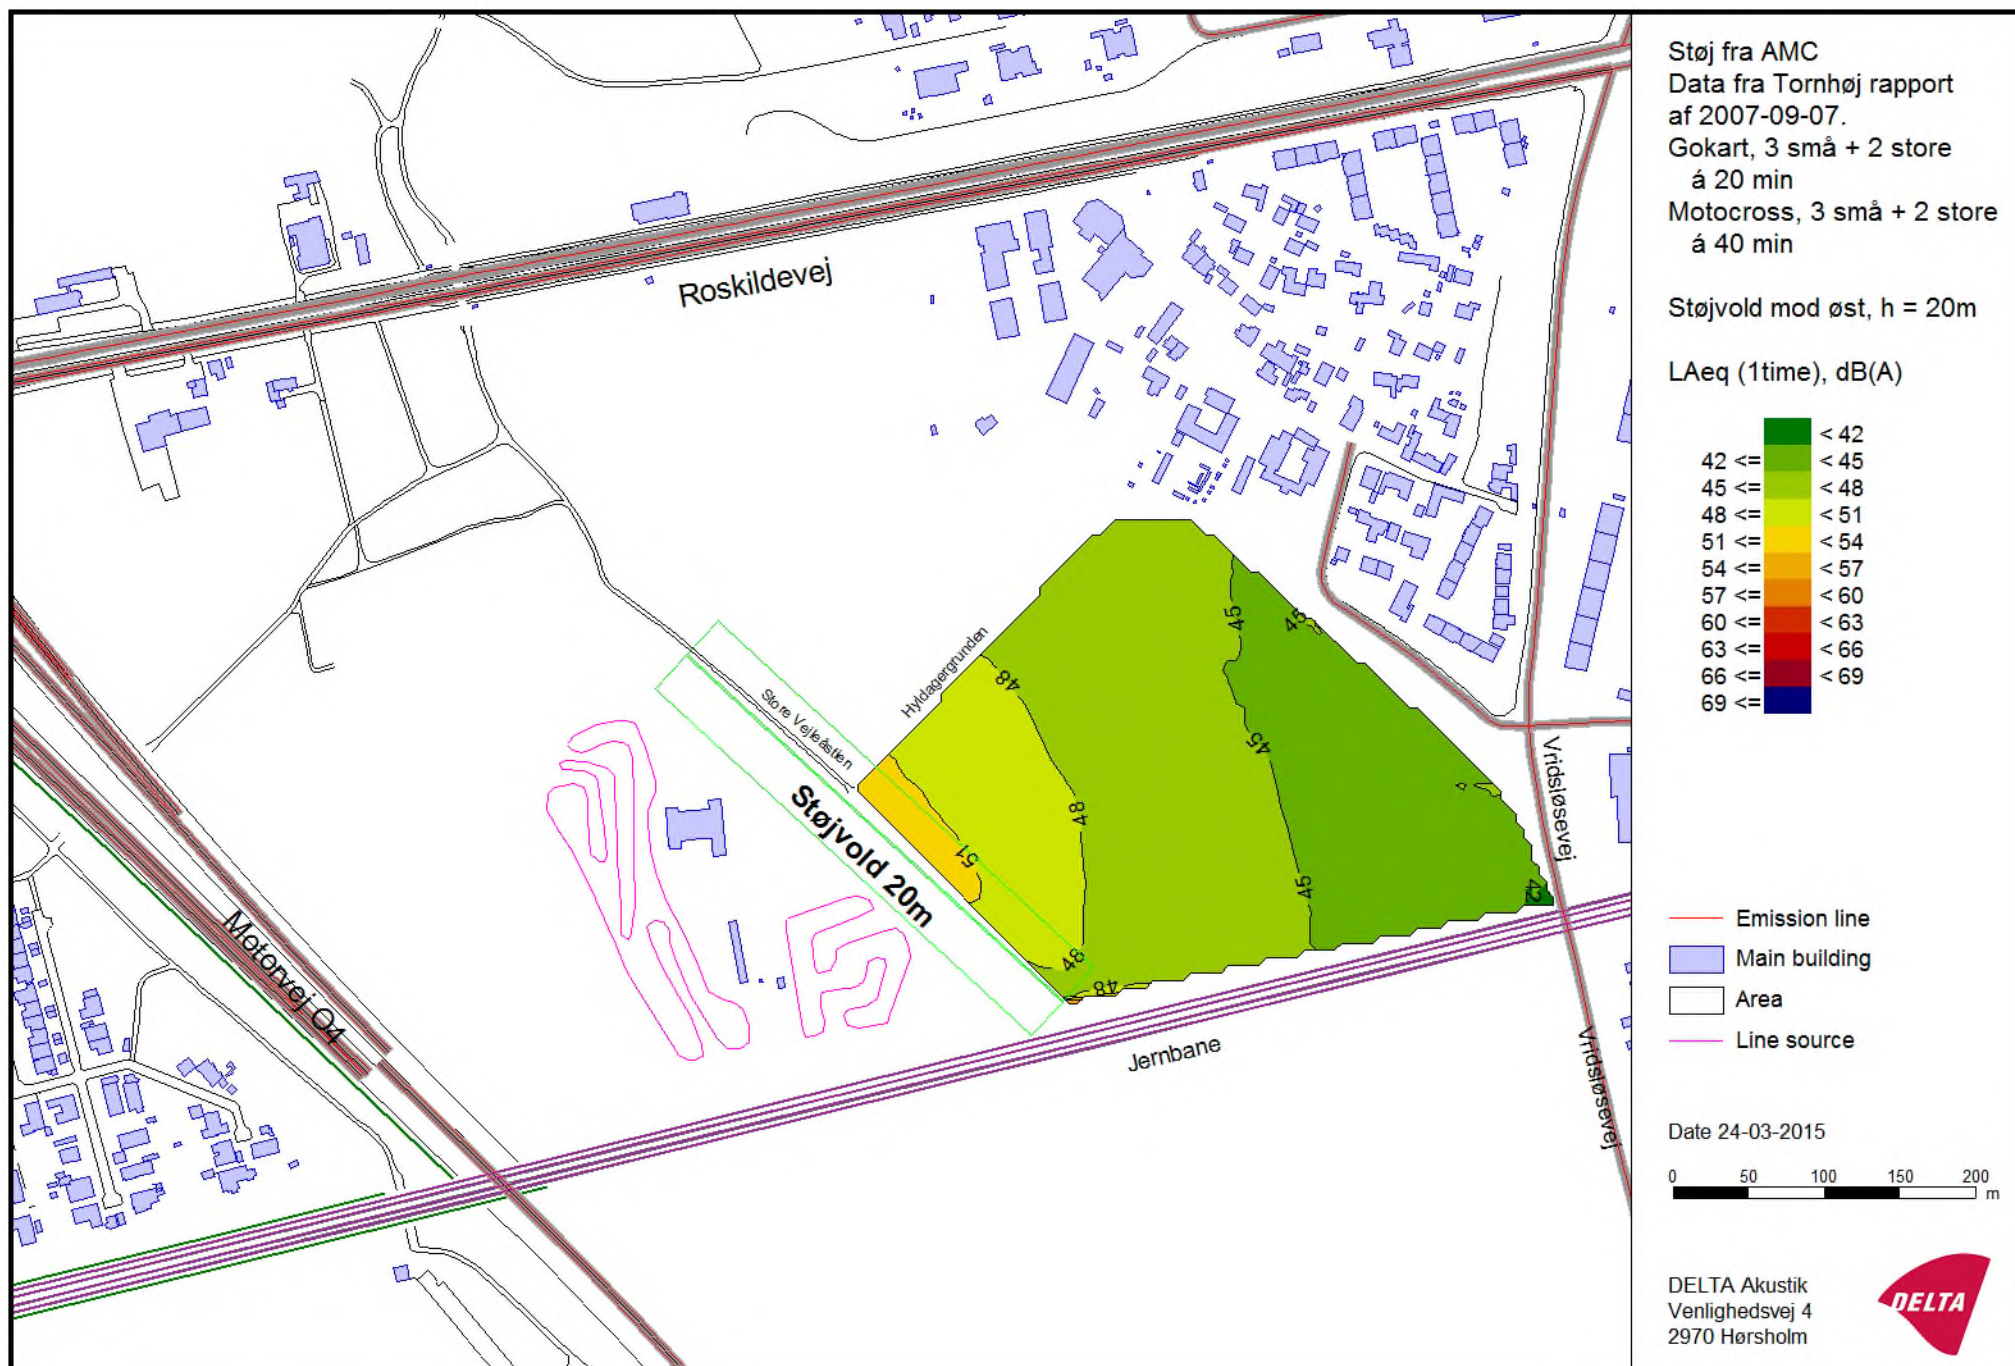 Støj fra AMC
Data fra Tornhøj rapport
af 2007-09-07.
Gokart, 3 små + 2 store
á 20 min
Motocross, 3 små + 2 store
á 40 min
Støjvold mod øst, h = 20m
LAeq (1time), dB(A)
< 42
42 <= < 45
45 <= < 48
48 <= < 51
51 <= < 54
54 <= < 57
57 <= < 60
60 <= < 63
63 <= < 66
66 <= < 69
69 <=
Emission line
Main building
Area
Line source
Date 24-03-2015
0 50 100 150 200
m
DELTA Akustik
Venlighedsvej 4
2970 Hørsholm
DELTA
Roskildevej
Hyldagergrunden
Store Vejleåstien
Støjvold 20m
Motorvej O4
Jernbane
Vridsløsevej
Vridsløsevej
45
45
48
45
48
51
45
42
48
48